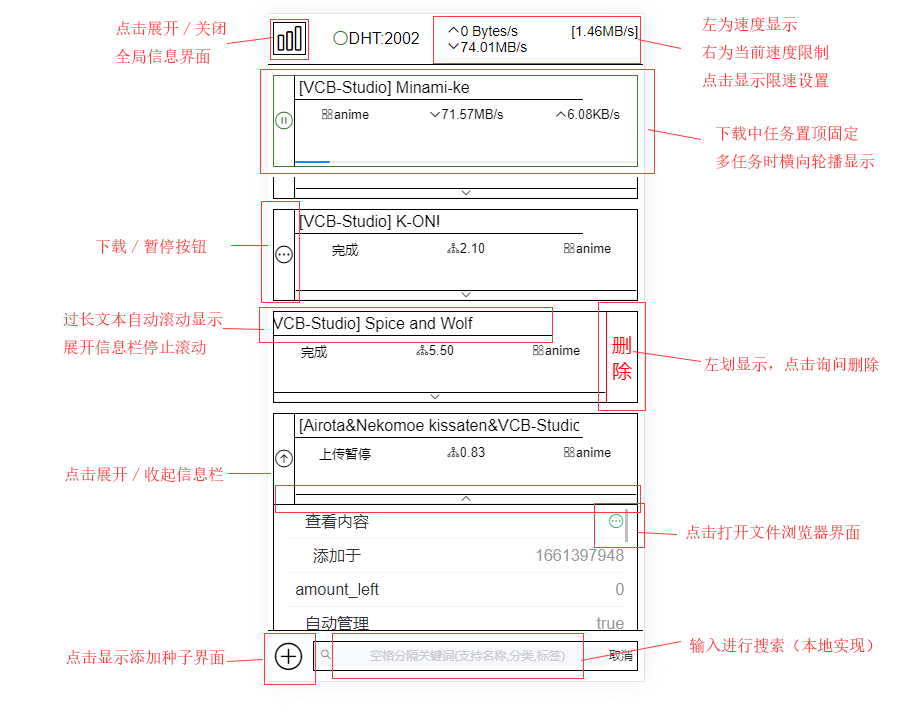 点击展开 / 关闭
全局信息界面
DHT:2002
0 Bytes/s
74.01MB/s
[1.46MB/s]
左为速度显示
右为当前速度限制
点击显示限速设置
[VCB-Studio] Minami-ke
anime
71.57MB/s
6.08KB/s
下载中任务置顶固定
多任务时横向轮播显示
下载 / 暂停按钮
[VCB-Studio] K-ON!
完成
2.10
anime
过长文本自动滚动显示
展开信息栏停止滚动
VCB-Studio] Spice and Wolf
完成
5.50
anime
删
除
左划显示，点击询问删除
点击展开 / 收起信息栏
[Airota&Nekomoe kissaten&VCB-Studio
上传暂停
0.83
anime
查看内容
点击打开文件浏览器界面
添加于
1661397948
amount_left
0
自动管理
true
点击显示添加种子界面
空格分隔关键词(支持名称,分类,标签)
取消
输入进行搜索（本地实现）